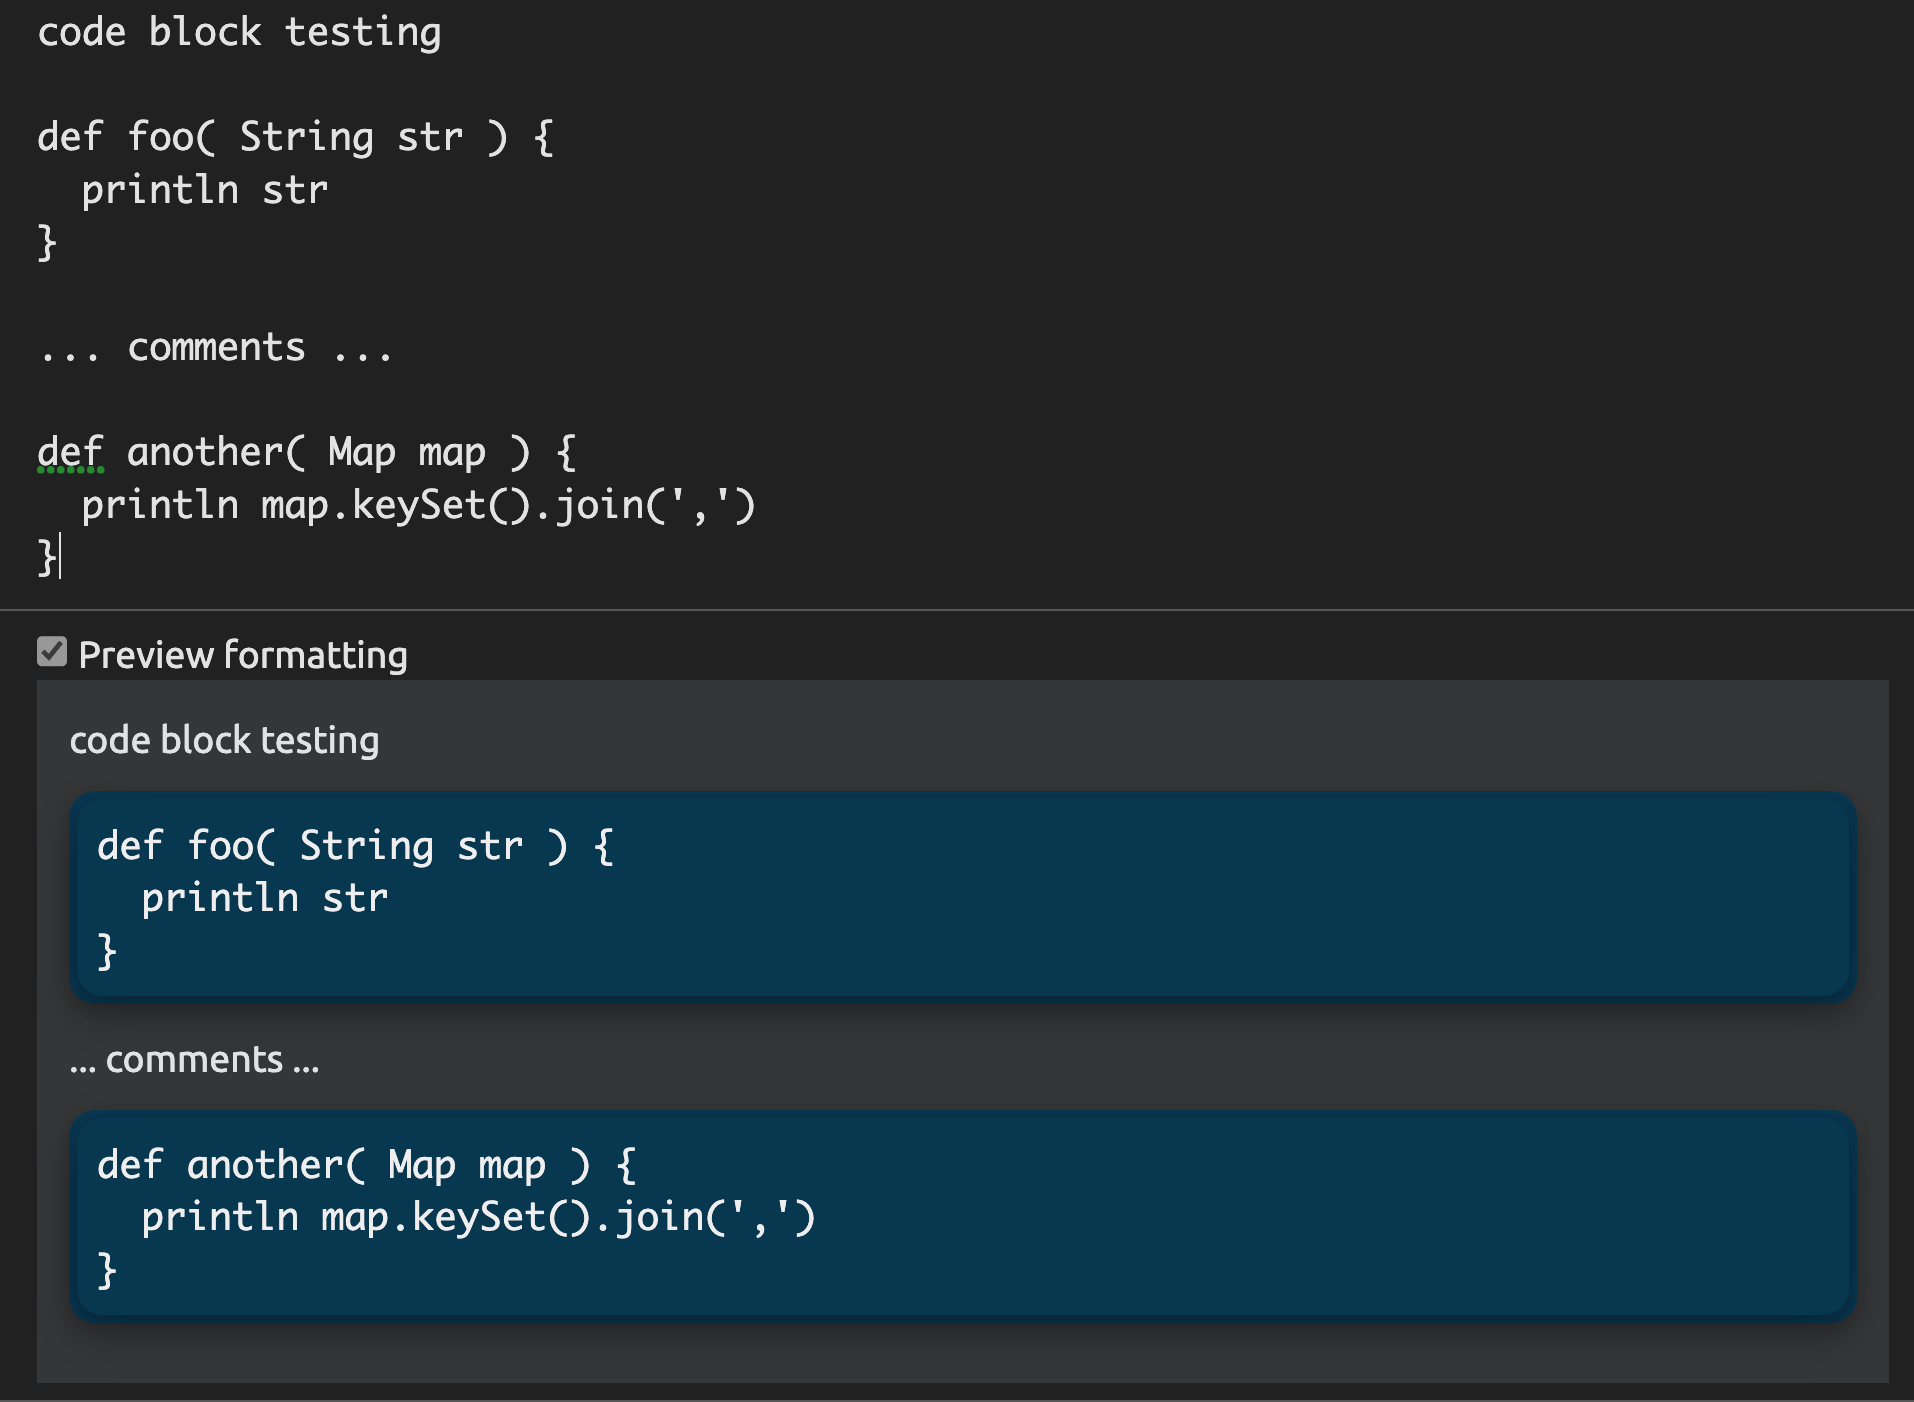 code block testing
def foo( String str ) {
  println str
}
... comments ...
def another( Map map ) {
  println map.keySet().join(',')
}
Preview formatting
code block testing
def foo( String str ) {
  println str
}
... comments ...
def another( Map map ) {
  println map.keySet().join(',')
}